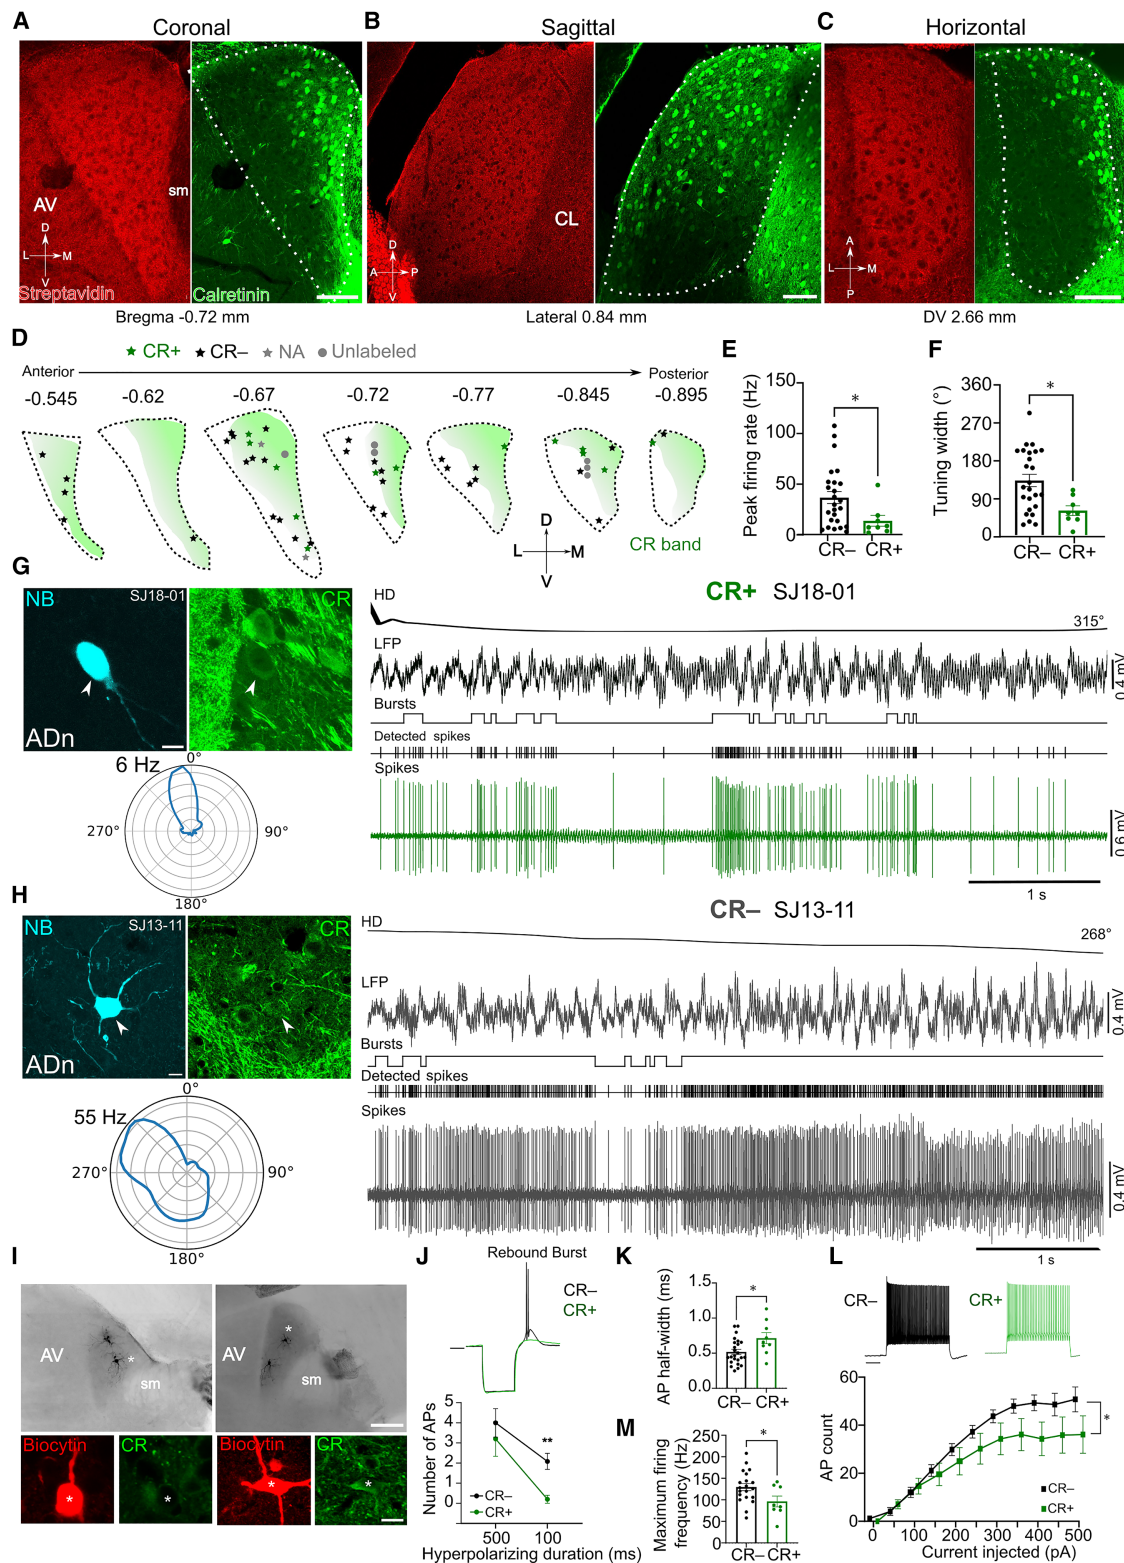 A Coronal
B Sagittal
C Horizontal
AV
sm
D
L M
V
Streptavidin
Calretinin
CL
D
A P
V
A
L M
P
Bregma -0.72 mm
Lateral 0.84 mm
DV 2.66 mm
D
CR+ CR– NA Unlabeled
Anterior Posterior
-0.545 -0.62 -0.67 -0.72 -0.77 -0.845 -0.895
D
L M
V
CR band
E
Peak firing rate (Hz)
150
100
50
0
*
CR– CR+
F
Tuning width (°)
360
270
180
90
0
*
CR– CR+
G
NB SJ18-01 CR
ADn
6 Hz 0°
270° 90°
180°
CR+ SJ18-01
HD
315°
LFP
0.4 mV
Bursts
Detected spikes
Spikes
0.6 mV
1 s
H
NB SJ13-11 CR
ADn
0°
55 Hz
270° 90°
180°
CR– SJ13-11
HD
268°
LFP
0.4 mV
Bursts
Detected spikes
Spikes
0.4 mV
1 s
I
AV * sm
AV * sm
Biocytin * CR * Biocytin * CR *
J
Rebound Burst
CR–
CR+
Number of APs
5
4
3
2
1
0
**
CR–
CR+
500 100
Hyperpolarizing duration (ms)
K
AP half-width (ms)
1.5
1.0
0.5
0.0
*
CR– CR+
L
CR– CR+
AP count
60
40
20
0
*
CR–
CR+
0 100 200 300 400 500
Current injected (pA)
M
Maximum firing
frequency (Hz)
250
200
150
100
50
0
*
CR– CR+